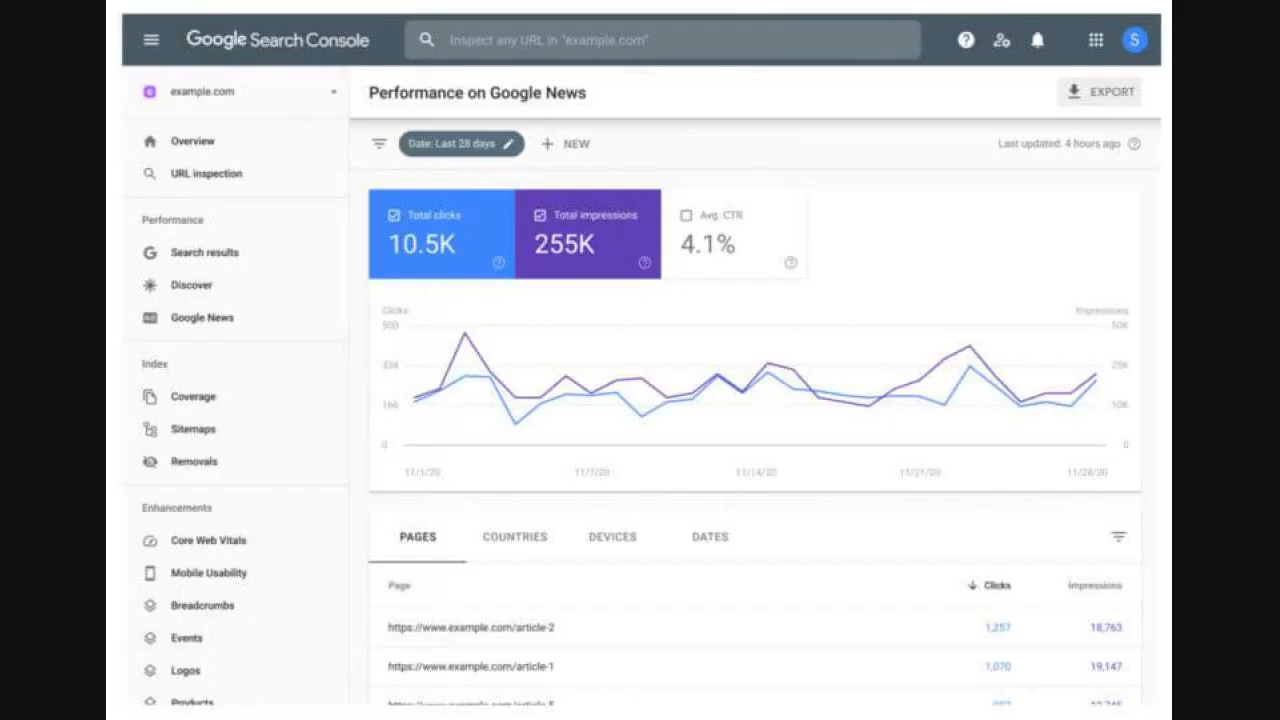 Google Search Console
Inspect any URL in "example.com"
S
example.com
Performance on Google News
EXPORT
Overview
URL inspection
Date: Last 28 days
NEW
Last updated: 4 hours ago
Performance
Search results
Discover
Google News
Total clicks
10.5K
Total impressions
255K
Avg. CTR
4.1%
Clicks
Impressions
500 50K
334 25K
166 10K
0 0
11/1/20 11/7/20 11/14/20 11/21/20 11/28/20
Index
Coverage
Sitemaps
Removals
Enhancements
Core Web Vitals
Mobile Usability
Breadcrumbs
Events
Logos
Products
PAGES COUNTRIES DEVICES DATES
Page Clicks Impressions
https://www.example.com/article-2 1,257 18,763
https://www.example.com/article-1 1,070 19,147